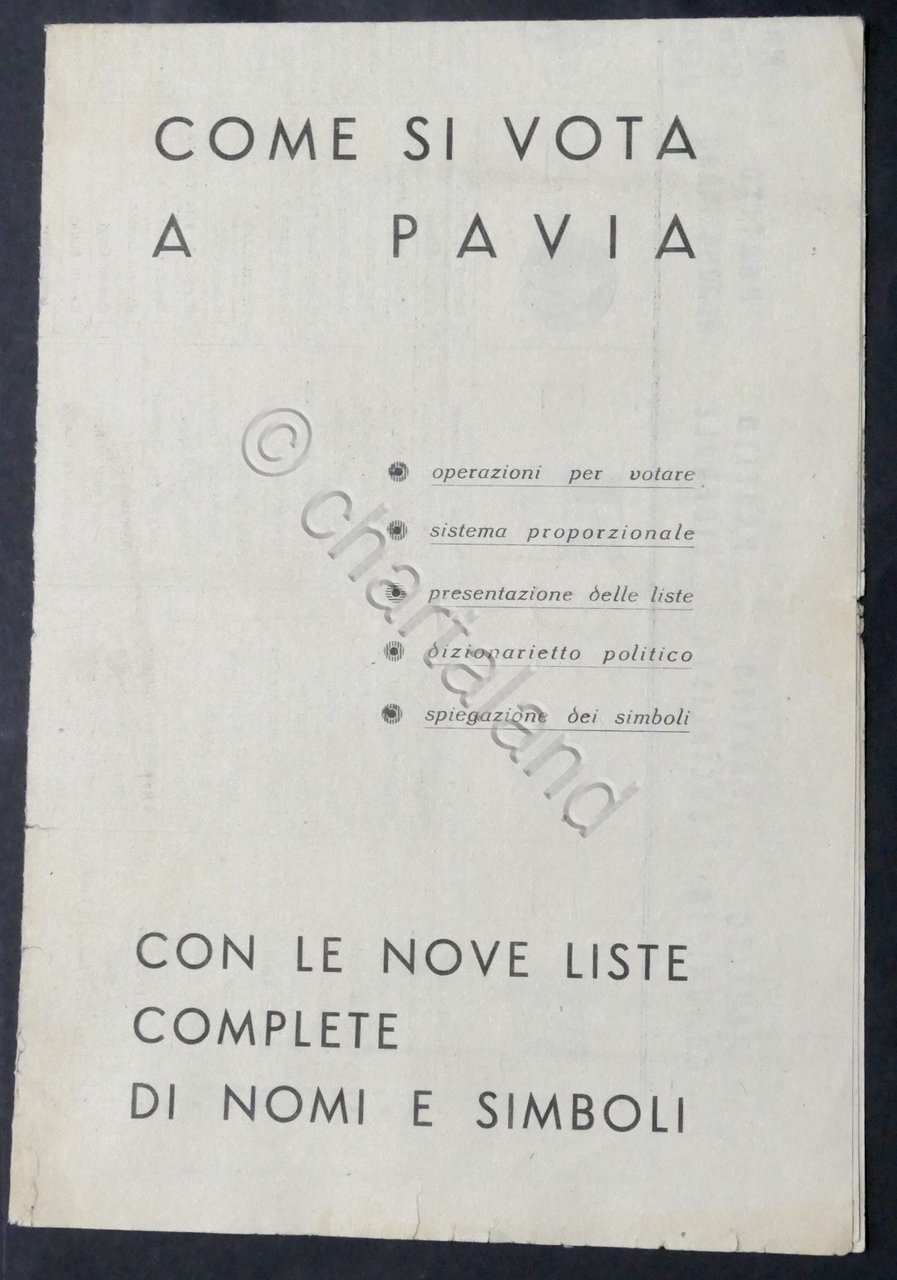 COME SI VOTA
A PAVIA
operazioni per votare
sistema proporzionale
presentazione delle liste
dizionarietto politico
spiegazione dei simboli
© chartaland
CON LE NOVE LISTE
COMPLETE
DI NOMI E SIMBOLI